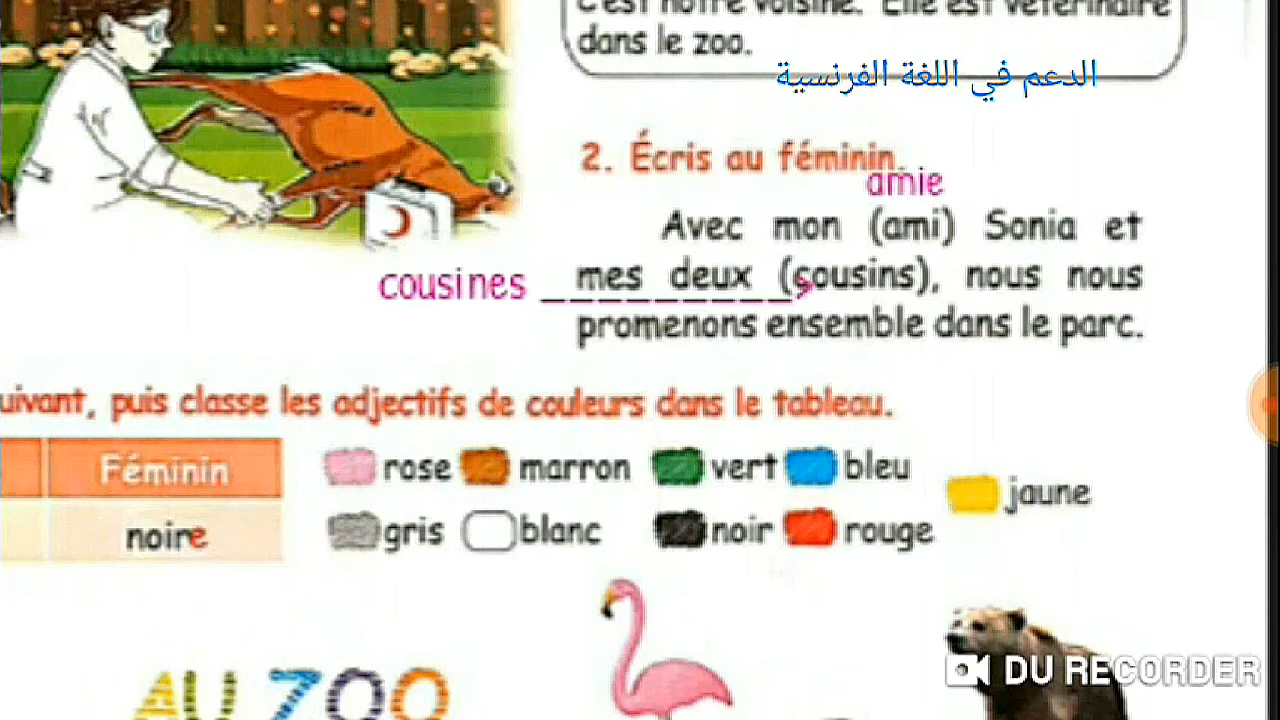 C'est notre voisine. Elle est vétérinaire
dans le zoo.
الدعم في اللغة الفرنسية
2. Écris au féminin.
amie
Avec mon (ami) Sonia et
cousines __________, mes deux (cousins), nous nous
promenons ensemble dans le parc.
uivant, puis classe les adjectifs de couleurs dans le tableau.
Féminin
rose marron vert bleu
jaune
noire
gris blanc noir rouge
AU ZOO
DU RECORDER